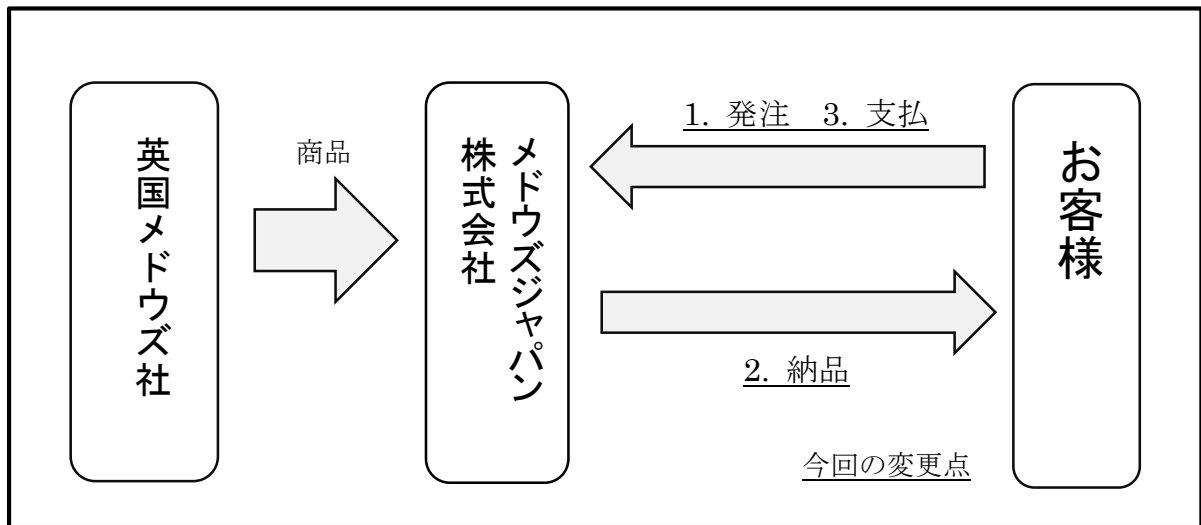 英国メドウズ社
商品
メドウズジャパン
株式会社
1. 発注　3. 支払
2. 納品
お客様
今回の変更点